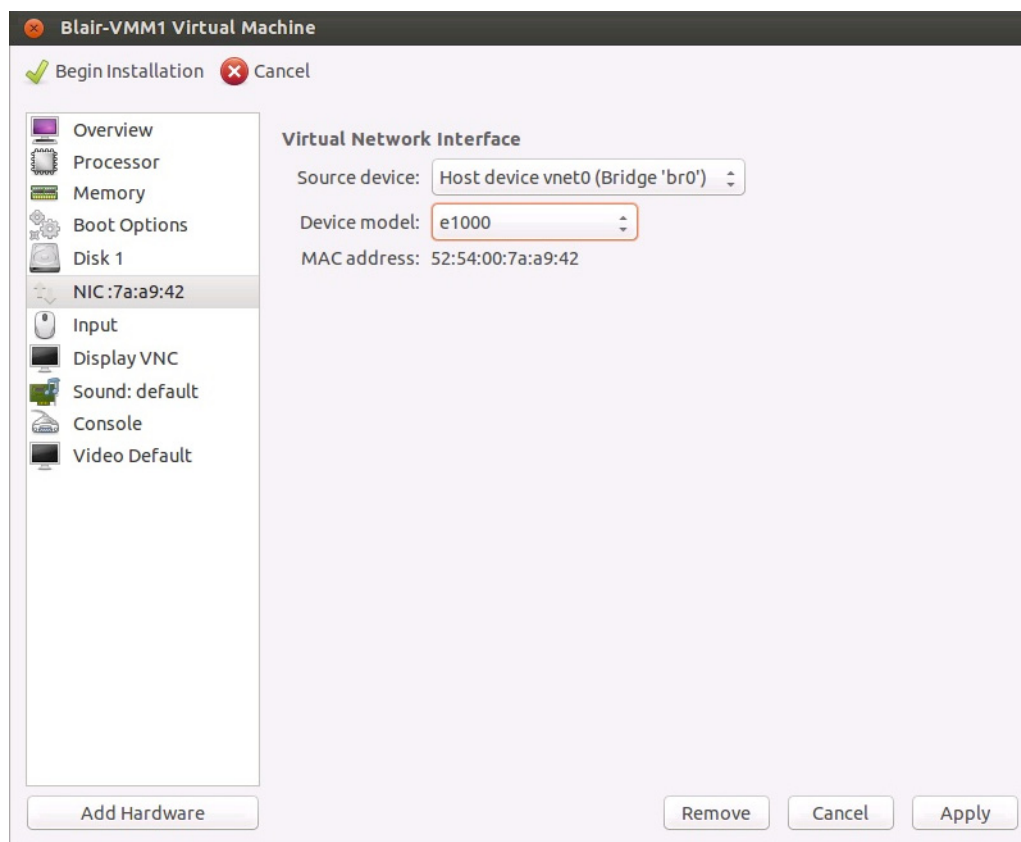 Blair-VMM1 Virtual Machine
Begin Installation Cancel
Overview
Processor
Memory
Boot Options
Disk 1
NIC :7a:a9:42
Input
Display VNC
Sound: default
Console
Video Default
Virtual Network Interface
Source device: Host device vnet0 (Bridge 'br0')
Device model: e1000
MAC address: 52:54:00:7a:a9:42
Add Hardware Remove Cancel Apply